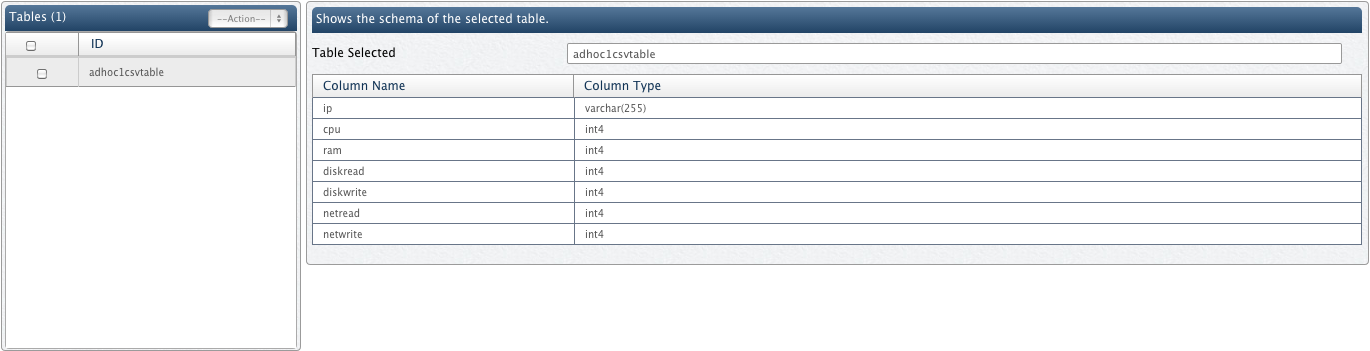 Tables (1) --Action--
ID
adhoc1csvtable
Shows the schema of the selected table.
Table Selected adhoc1csvtable
Column Name Column Type
ip varchar(255)
cpu int4
ram int4
diskread int4
diskwrite int4
netread int4
netwrite int4